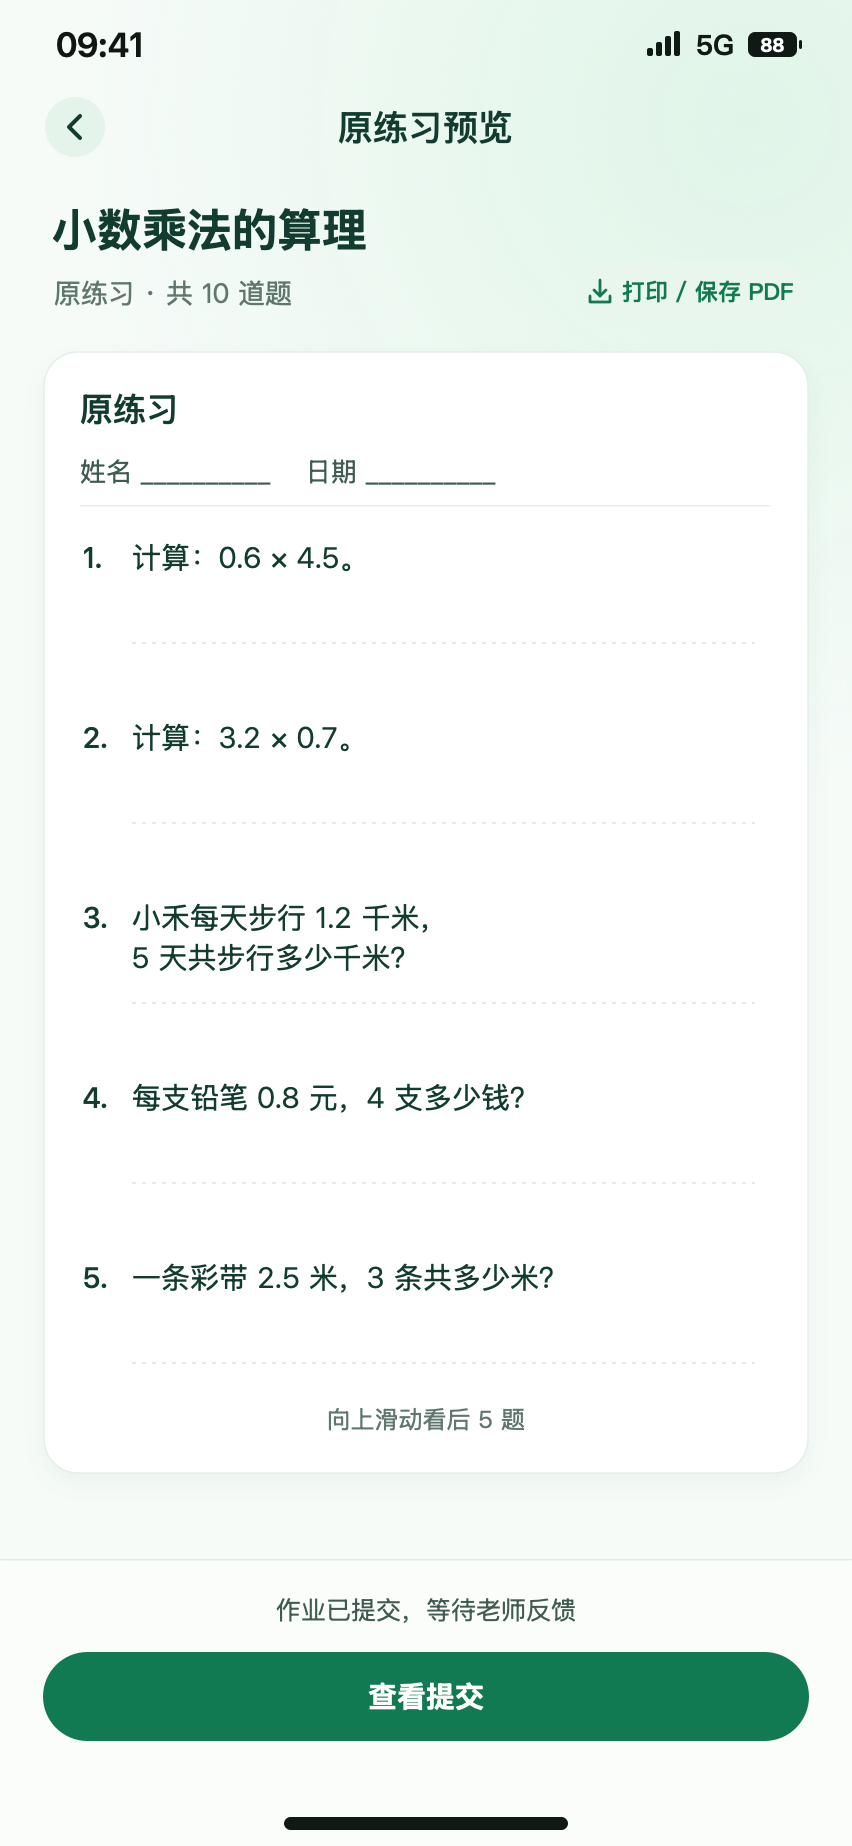 09:41
5G 88
原练习预览
小数乘法的算理
原练习 · 共 10 道题
打印 / 保存 PDF
原练习
姓名 __________ 日期 __________
1. 计算：0.6 × 4.5。
2. 计算：3.2 × 0.7。
3. 小禾每天步行 1.2 千米，
5 天共步行多少千米？
4. 每支铅笔 0.8 元，4 支多少钱？
5. 一条彩带 2.5 米，3 条共多少米？
向上滑动看后 5 题
作业已提交，等待老师反馈
查看提交